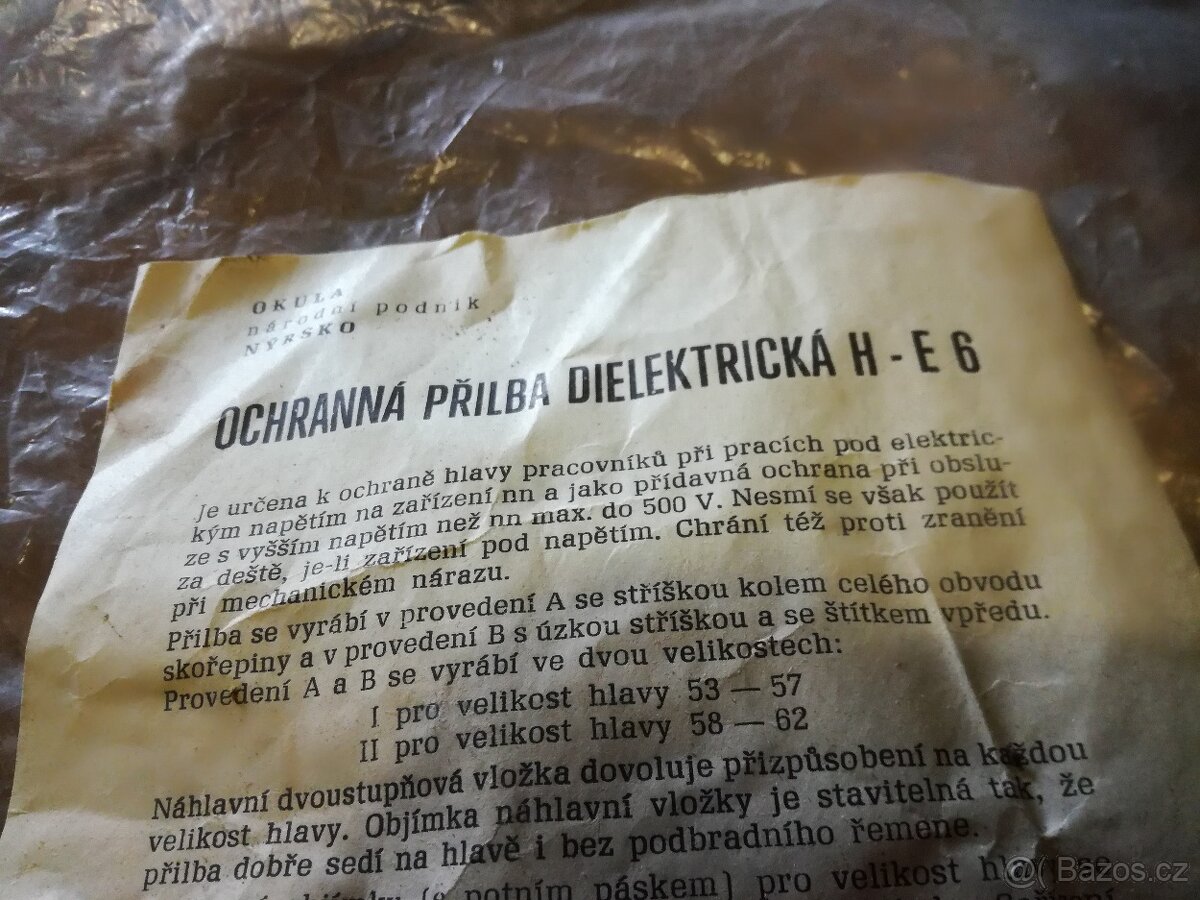 OKULA
národní podnik
NÝRSKO
OCHRANNÁ PŘILBA DIELEKTRICKÁ H - E 6
Je určena k ochraně hlavy pracovníků při pracích pod elektric-
kým napětím na zařízení nn a jako přídavná ochrana při obslu-
ze s vyšším napětím než nn max. do 500 V. Nesmí se však použít
za deště, je-li zařízení pod napětím. Chrání též proti zranění
při mechanickém nárazu.
Přilba se vyrábí v provedení A se stříškou kolem celého obvodu
skořepiny a v provedení B s úzkou stříškou a se štítkem vpředu.
Provedení A a B se vyrábí ve dvou velikostech:
I pro velikost hlavy 53 — 57
II pro velikost hlavy 58 — 62
Náhlavní dvoustupňová vložka dovoluje přizpůsobení na každou
velikost hlavy. Objímka náhlavní vložky je stavitelná tak, že
přilba dobře sedí na hlavě i bez podbradního řemene.
(s potním páskem) pro velikost
Bazos.cz